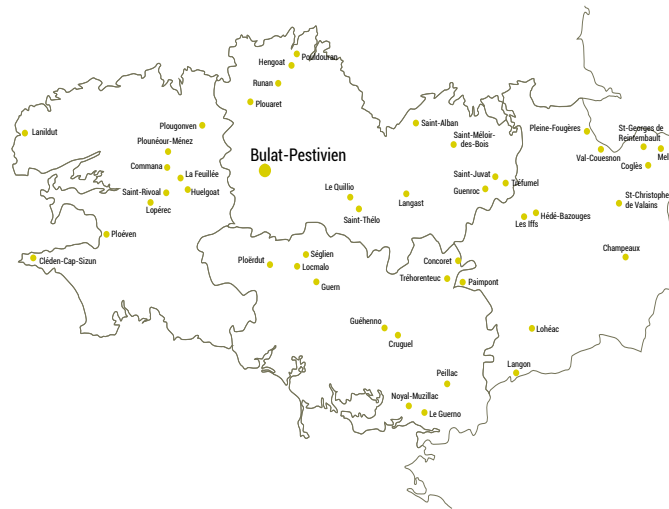 Pouldouran
Hengoat
Runan
Plouaret
Lanildut
Plougonven
Plounéour-Ménez
Commana
La Feuillée
Saint-Rivoal
Huelgoat
Lopérec
Bulat-Pestivien
Saint-Alban
Saint-Méloir-
des-Bois
Pleine-Fougères
St-Georges de
Reintembault
Mel
Val-Couesnon
Coglès
Saint-Juvat
Tréfumel
Guenroc
Le Quillio
Saint-Thélo
Langast
St-Christophe
de Valains
Hédé-Bazouges
Les Iffs
Ploéven
Cléden-Cap-Sizun
Ploërdut
Séglien
Locmalo
Guern
Concoret
Tréhorenteuc
Paimpont
Champeaux
Guéhenno
Cruguel
Lohéac
Peillac
Langon
Noyal-Muzillac
Le Guerno